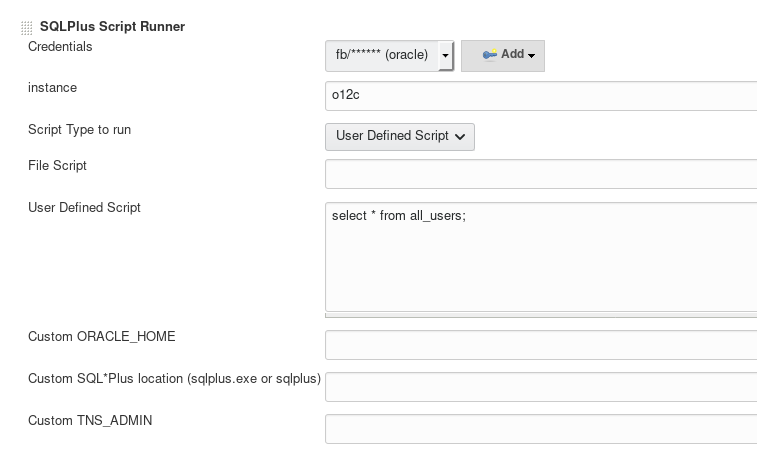 SQLPlus Script Runner
Credentials fb/****** (oracle) Add
instance o12c
Script Type to run User Defined Script
File Script
User Defined Script select * from all_users;
Custom ORACLE_HOME
Custom SQL*Plus location (sqlplus.exe or sqlplus)
Custom TNS_ADMIN